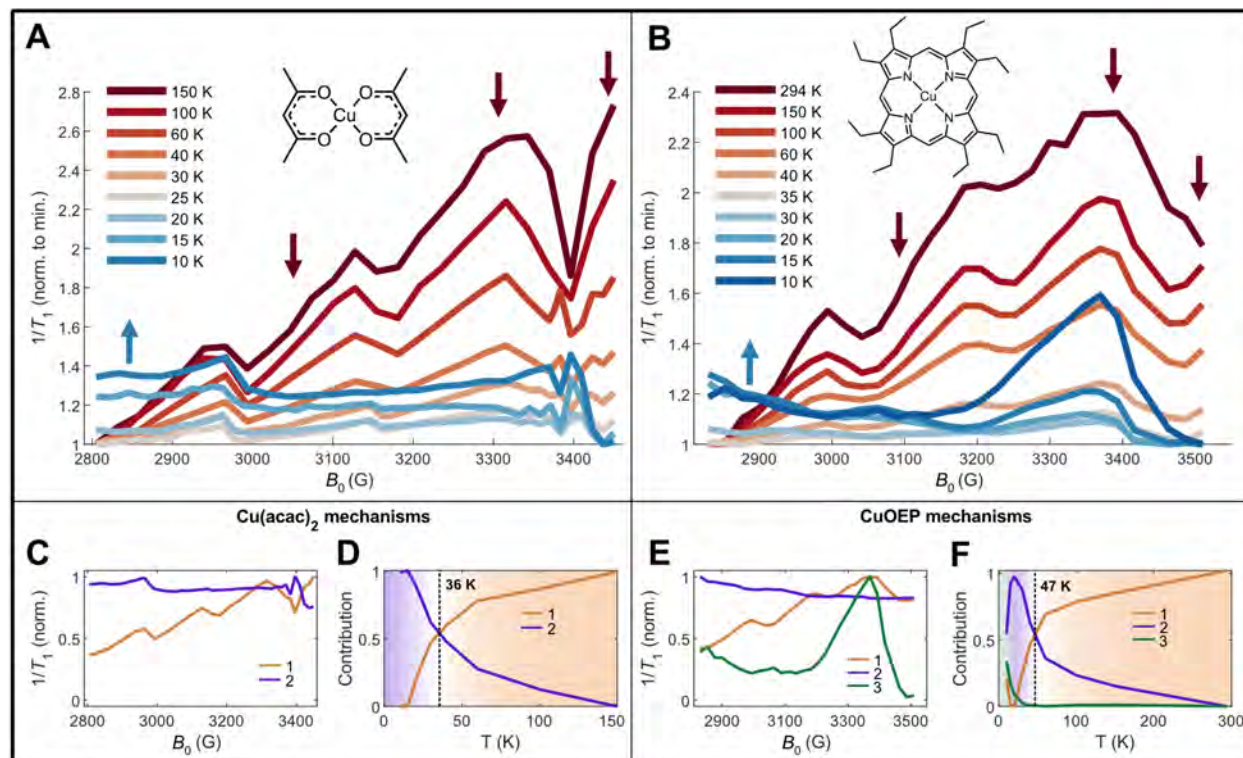 A
150 K
100 K
60 K
40 K
30 K
25 K
20 K
15 K
10 K
O
O
Cu
O
O
1/T1 (norm. to min.)
2.8
2.6
2.4
2.2
2
1.8
1.6
1.4
1.2
1
2800
2900
3000
3100
3200
3300
3400
B0 (G)
B
294 K
150 K
100 K
60 K
40 K
35 K
30 K
20 K
15 K
10 K
N
N
Cu
N
N
1/T1 (norm. to min.)
2.4
2.2
2
1.8
1.6
1.4
1.2
1
2900
3000
3100
3200
3300
3400
3500
B0 (G)
Cu(acac)2 mechanisms
C
1/T1 (norm.)
1
0.5
0
1
2
2800
3000
3200
3400
B0 (G)
D
Contribution
1
0.5
0
36 K
1
2
0
50
100
150
T (K)
CuOEP mechanisms
E
1/T1 (norm.)
1
0.5
0
1
2
3
2900
3100
3300
3500
B0 (G)
F
Contribution
1
0.5
0
47 K
1
2
3
0
100
200
300
T (K)